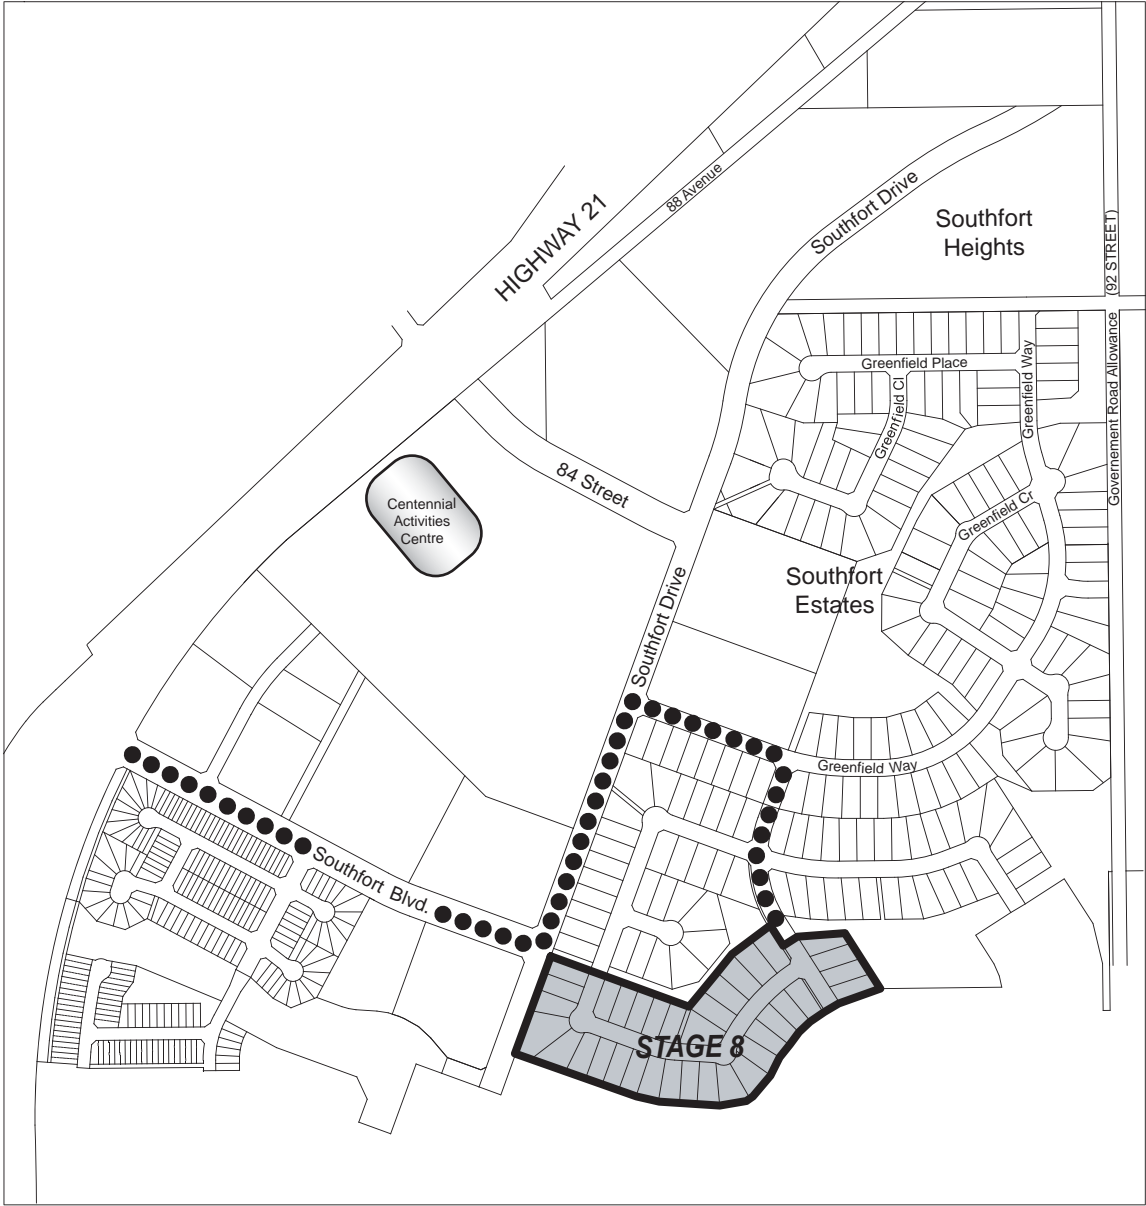 HIGHWAY 21
88 Avenue
Southfort Drive
Southfort
Heights
(92 STREET)
Governement Road Allowance
Greenfield Place
Greenfield Way
Greenfield Cl
84 Street
Centennial
Activities
Centre
Greenfield Cr
Southfort
Estates
Southfort Drive
Greenfield Way
Southfort Blvd.
STAGE 8